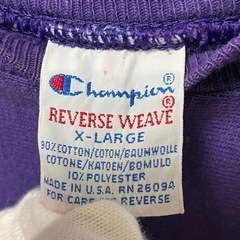 Champion®
REVERSE WEAVE®
X-LARGE
90% COTTON/COTON/BAUMWOLLE
COTONE/KATOEN/BOMULD
10% POLYESTER
MADE IN U.S.A. RN 26094
FOR CARE SEE REVERSE